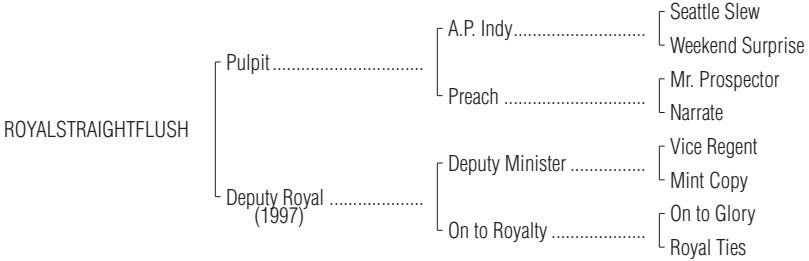 Seattle Slew
A.P. Indy
Weekend Surprise
Pulpit
Mr. Prospector
Preach
Narrate
ROYALSTRAIGHTFLUSH
Vice Regent
Deputy Minister
Mint Copy
Deputy Royal
(1997)
On to Glory
On to Royalty
Royal Ties